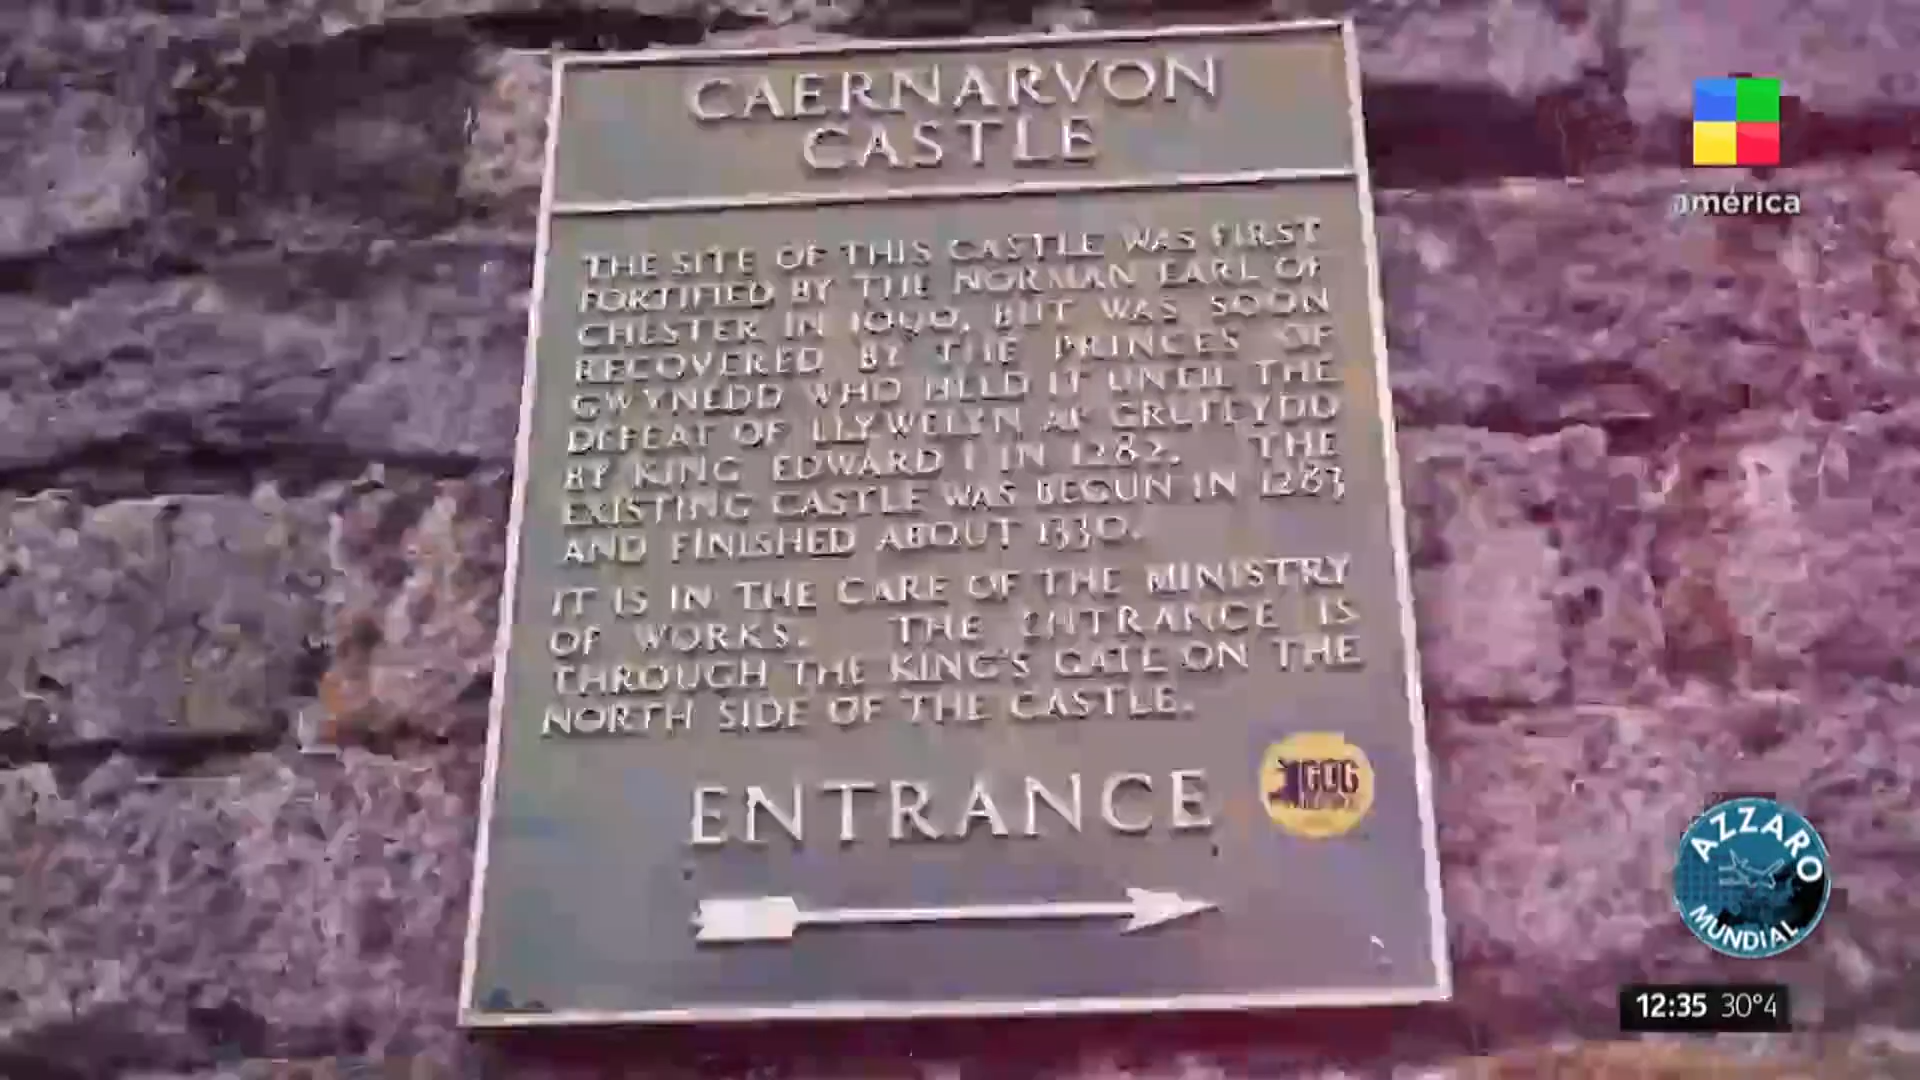 CAERNARVON
CASTLE
THE SITE OF THIS CASTLE WAS FIRST
FORTIFIED BY THE NORMAN EARL OF
CHESTER IN 1090, BUT WAS SOON
RECOVERED BY THE PRINCES OF
GWYNEDD WHO HELD IT UNTIL THE
DEFEAT OF LLYWELYN AP GRUFFYDD
BY KING EDWARD I IN 1282. THE
EXISTING CASTLE WAS BEGUN IN 1283
AND FINISHED ABOUT 1330.
IT IS IN THE CARE OF THE MINISTRY
OF WORKS. THE ENTRANCE IS
THROUGH THE KING'S GATE ON THE
NORTH SIDE OF THE CASTLE.
ENTRANCE
américa
AZZARO
MUNDIAL
12:35 30°4